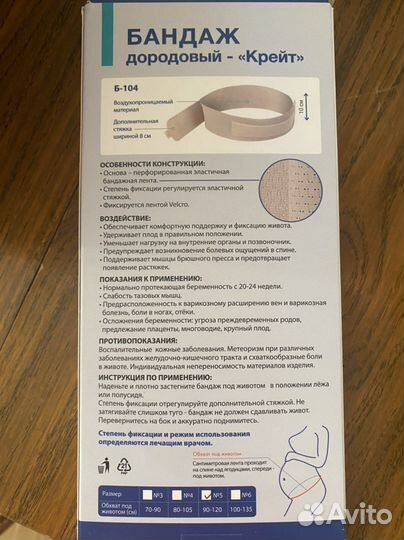 БАНДАЖ
дородовый - «Крейт»
Б-104
Воздухопроницаемый
материал
Дополнительная
стяжка
шириной 8 см
10 см
ОСОБЕННОСТИ КОНСТРУКЦИИ:
• Основа – перфорированная эластичная
бандажная лента.
• Степень фиксации регулируется эластичной
стяжкой.
• Фиксируется лентой Velcro.
ВОЗДЕЙСТВИЕ:
• Обеспечивает комфортную поддержку и фиксацию живота.
• Удерживает плод в правильном положении.
• Уменьшает нагрузку на внутренние органы и позвоночник.
• Предупреждает возникновение болевых ощущений в спине.
• Поддерживает мышцы брюшного пресса и предотвращает
появление растяжек.
ПОКАЗАНИЯ К ПРИМЕНЕНИЮ:
• Нормально протекающая беременность с 20-24 недели.
• Слабость тазовых мышц.
• Предрасположенность к варикозному расширению вен и варикозная
болезнь, боли в ногах, отёки.
• Осложнения беременности: угроза преждевременных родов,
предлежание плаценты, многоводие, крупный плод.
ПРОТИВОПОКАЗАНИЯ:
Воспалительные кожные заболевания. Метеоризм при различных
заболеваниях желудочно-кишечного тракта и схваткообразные боли
в животе. Индивидуальная непереносимость материалов изделия.
ИНСТРУКЦИЯ ПО ПРИМЕНЕНИЮ:
Наденьте и плотно застегните бандаж под животом в положении лёжа
или полусидя.
Степень фиксации отрегулируйте дополнительной стяжкой. Не
затягивайте слишком туго - бандаж не должен сдавливать живот.
Перевернитесь на бок и аккуратно поднимитесь.
Степень фиксации и режим использования
определяются лечащим врачом.
Обхват под животом
Сантиметровая лента проходит
на спине над ягодицами, спереди-
под животом.
21
PAP
Размер №3 №4 №5 №6
Обхват под
животом (см) 70-90 80-105 90-120 100-135
Avito